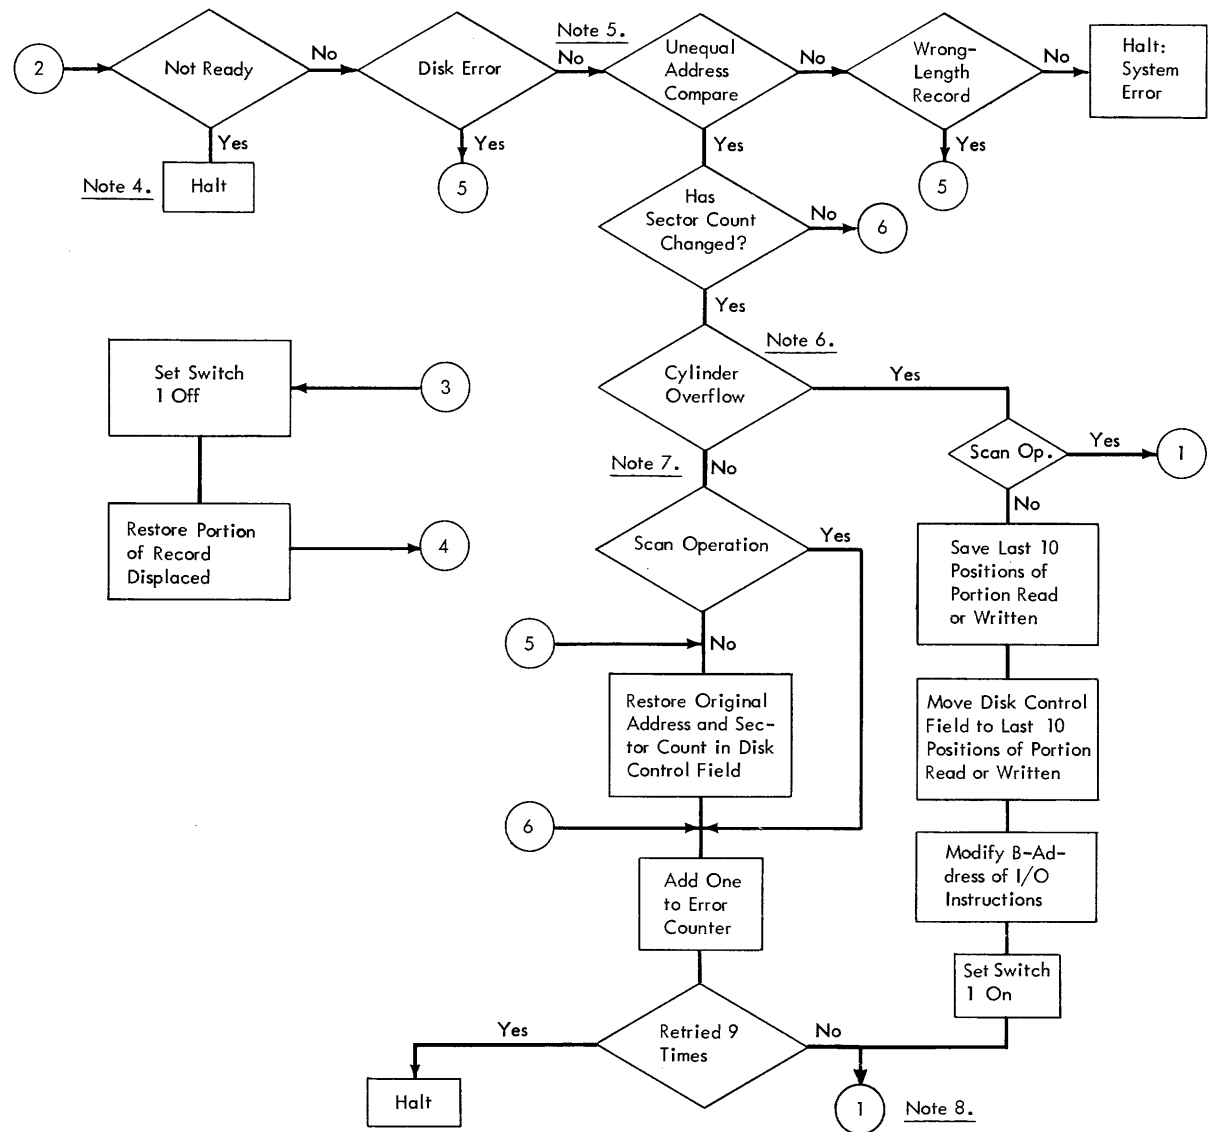 2
Not Ready
No
Disk Error
Note 5.
No
Unequal
Address
Compare
No
Wrong-
Length
Record
No
Halt:
System
Error
Yes
Note 4.
Halt
Yes
5
Yes
Yes
5
Has
Sector Count
Changed?
No
6
Yes
Set Switch
1 Off
3
Note 6.
Cylinder
Overflow
Yes
Scan Op.
Yes
1
Note 7.
No
No
Restore Portion
of Record
Displaced
4
Scan Operation
Yes
Save Last 10
Positions of
Portion Read
or Written
5
No
Restore Original
Address and Sec-
tor Count in Disk
Control Field
Move Disk Control
Field to Last 10
Positions of Portion
Read or Written
6
Modify B-Ad-
dress of I/O
Instructions
Add One
to Error
Counter
Set Switch
1 On
Yes
Retried 9
Times
No
Halt
1
Note 8.